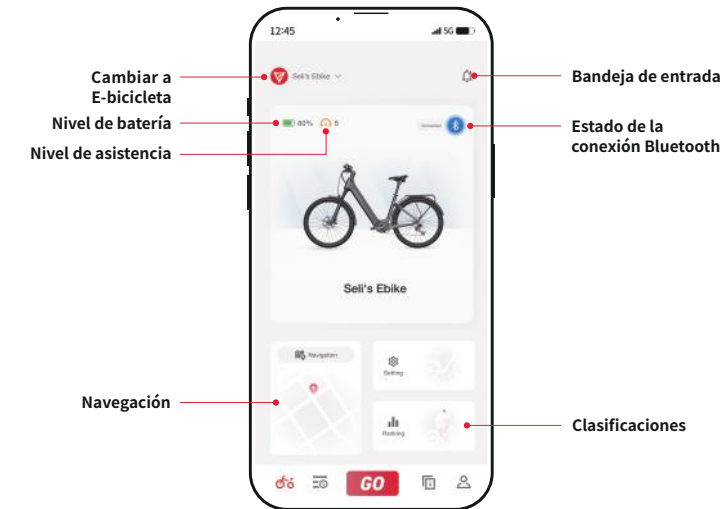 12:45
5G
Seli's Ebike
Cambiar a
E-bicicleta
Bandeja de entrada
Nivel de batería
80%
5
Estado de la
conexión Bluetooth
Nivel de asistencia
Seli's Ebike
Navigation
Setting
Navegación
Ranking
Clasificaciones
GO